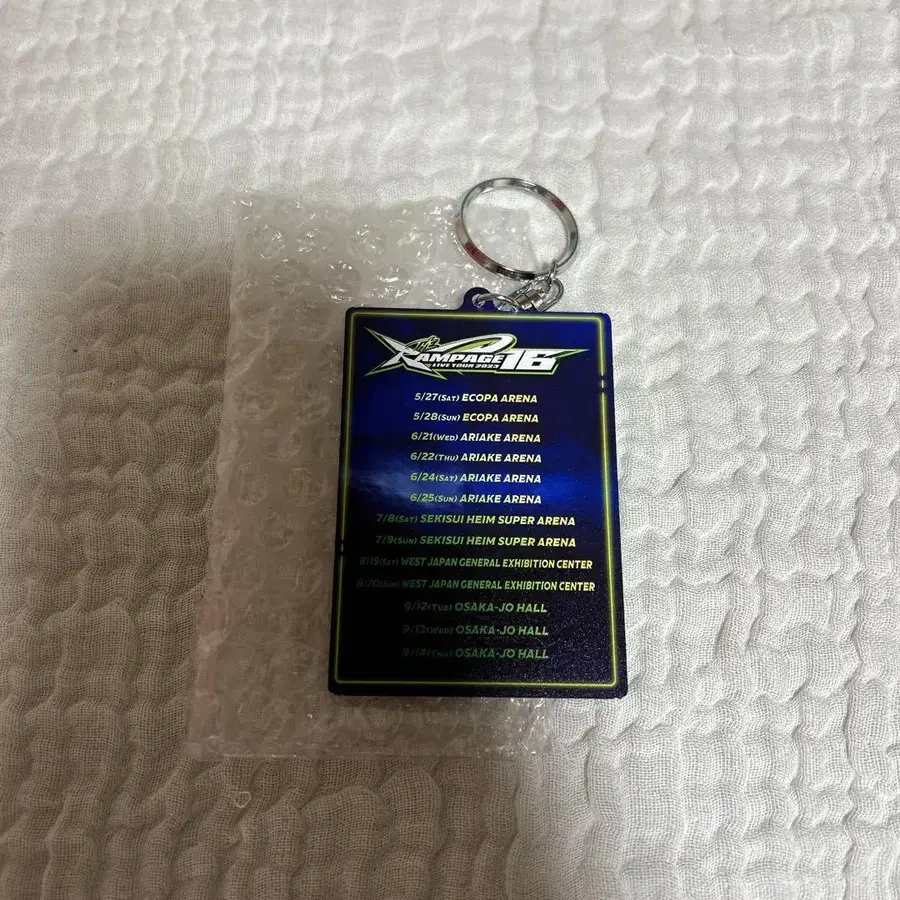 THE
RAMPAGE 16
LIVE TOUR 2023
5/27(SAT) ECOPA ARENA
5/28(SUN) ECOPA ARENA
6/21(WED) ARIAKE ARENA
6/22(THU) ARIAKE ARENA
6/24(SAT) ARIAKE ARENA
6/25(SUN) ARIAKE ARENA
7/8(SAT) SEKISUI HEIM SUPER ARENA
7/9(SUN) SEKISUI HEIM SUPER ARENA
8/19(SAT) WEST JAPAN GENERAL EXHIBITION CENTER
8/20(SUN) WEST JAPAN GENERAL EXHIBITION CENTER
9/12(TUE) OSAKA-JO HALL
9/13(WED) OSAKA-JO HALL
9/14(THU) OSAKA-JO HALL